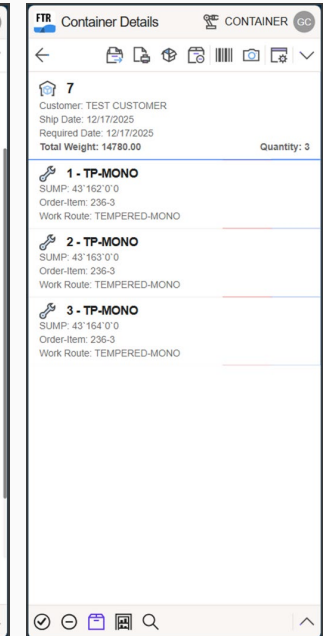 FTR Container Details CONTAINER GC
7
Customer: TEST CUSTOMER
Ship Date: 12/17/2025
Required Date: 12/17/2025
Total Weight: 14780.00 Quantity: 3
1 - TP-MONO
SUMP: 43`162`0`0
Order-Item: 236-3
Work Route: TEMPERED-MONO
2 - TP-MONO
SUMP: 43`163`0`0
Order-Item: 236-3
Work Route: TEMPERED-MONO
3 - TP-MONO
SUMP: 43`164`0`0
Order-Item: 236-3
Work Route: TEMPERED-MONO